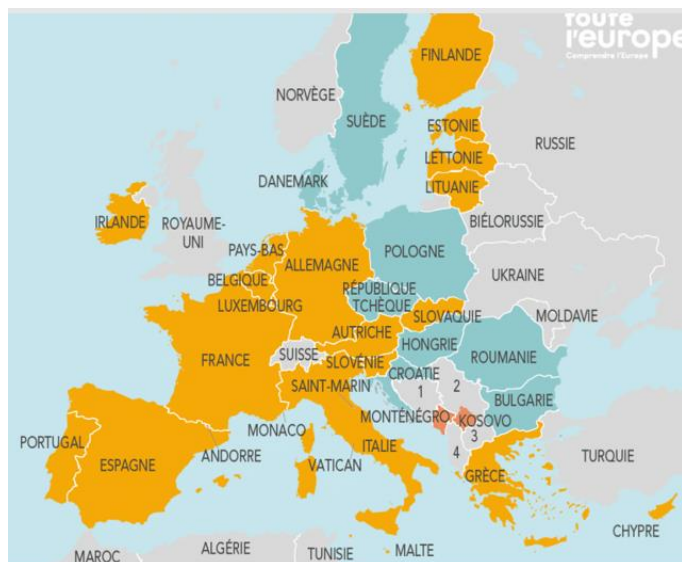 toute
l'europe
Comprendre l'Europe
FINLANDE
NORVÈGE
SUÈDE
ESTONIE
RUSSIE
LETTONIE
DANEMARK
LITUANIE
IRLANDE
ROYAUME-
UNI
BIÉLORUSSIE
PAYS-BAS
POLOGNE
ALLEMAGNE
UKRAINE
BELGIQUE
RÉPUBLIQUE
TCHÈQUE
LUXEMBOURG
SLOVAQUIE
MOLDAVIE
AUTRICHE
HONGRIE
FRANCE
SUISSE
SLOVÉNIE
ROUMANIE
CROATIE
SAINT-MARIN
1
2
BULGARIE
MONTÉNÉGRO
KOSOVO
MONACO
3
PORTUGAL
ITALIE
ANDORRE
4
TURQUIE
ESPAGNE
VATICAN
GRÈCE
CHYPRE
ALGÉRIE
MAROC
TUNISIE
MALTE